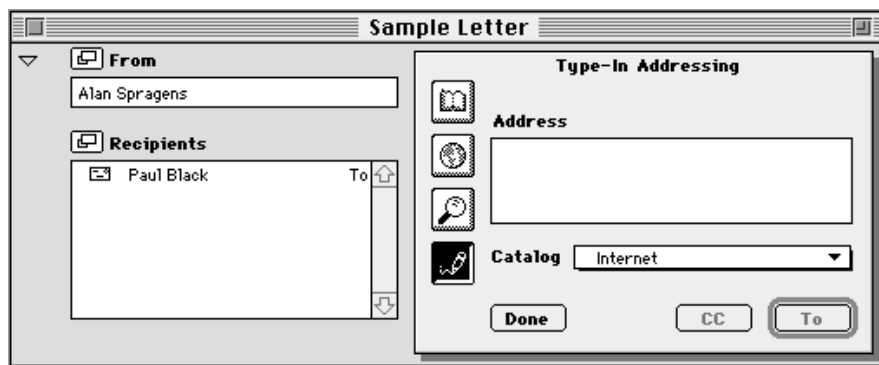 Sample Letter
From
Alan Spragens
Recipients
Paul Black To
Type-In Addressing
Address
Catalog Internet
Done CC To